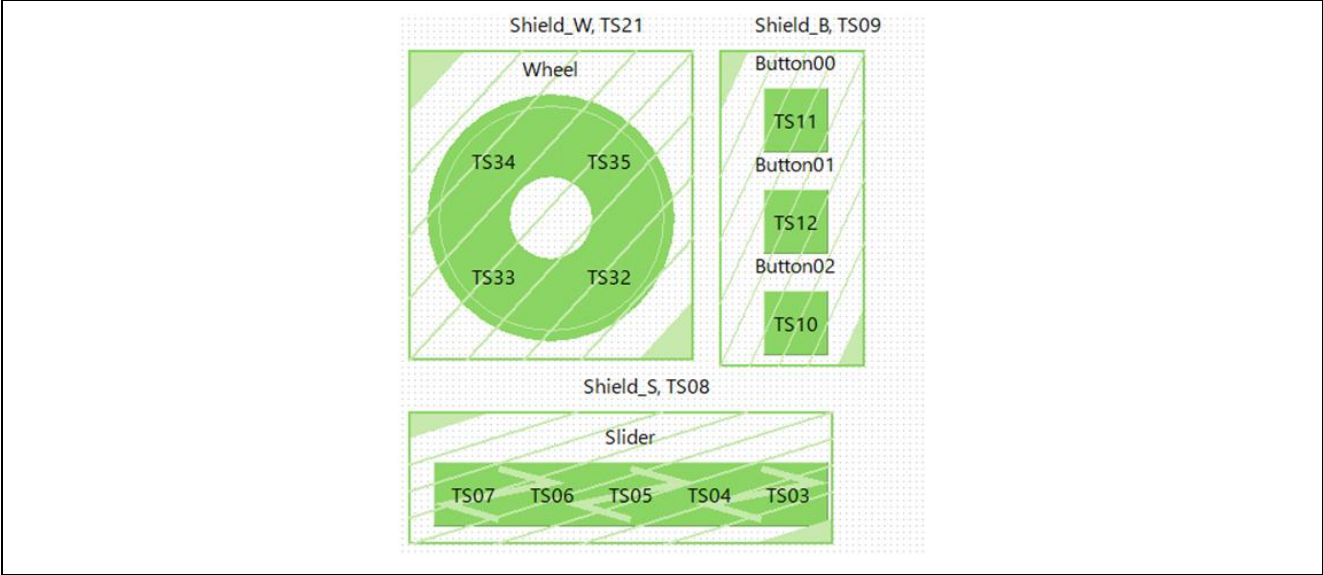 Shield_W, TS21
Shield_B, TS09
Wheel
Button00
TS11
TS34
TS35
Button01
TS12
Button02
TS33
TS32
TS10
Shield_S, TS08
Slider
TS07 TS06 TS05 TS04 TS03